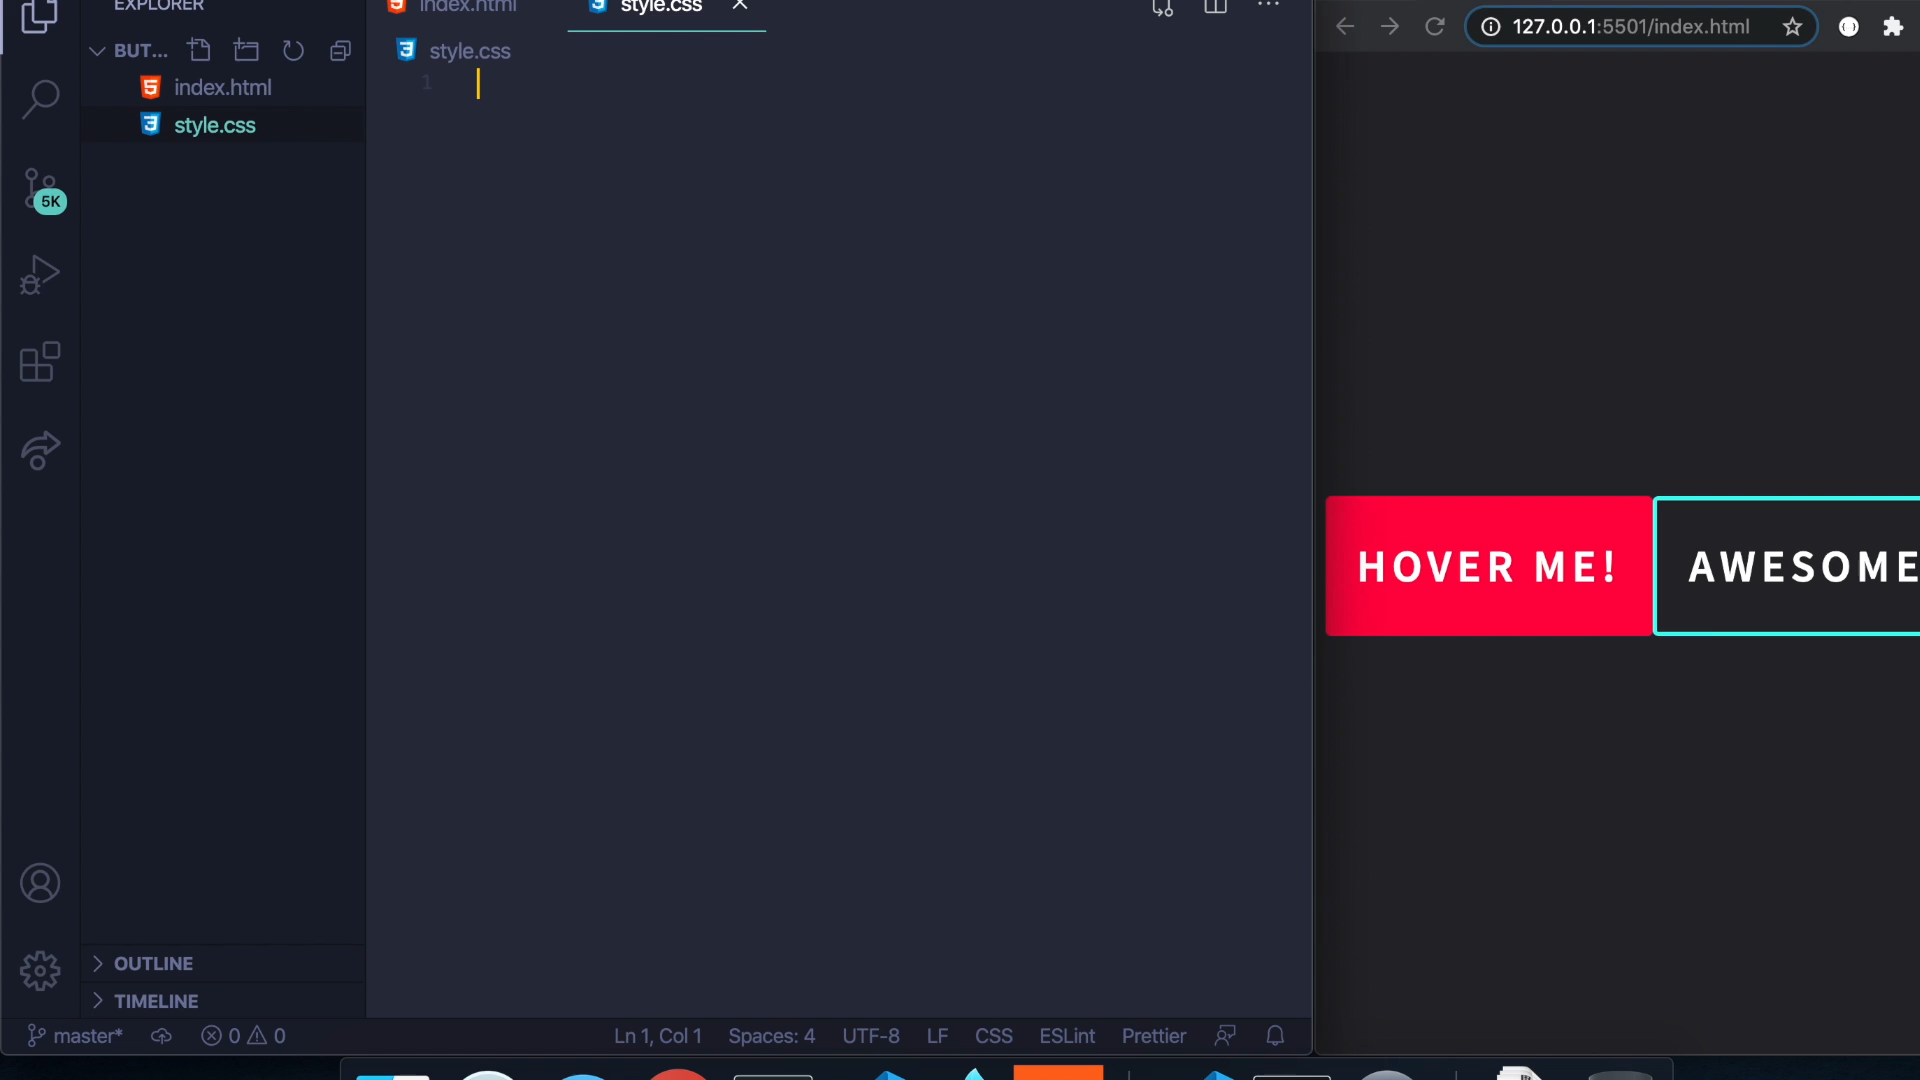 EXPLORER
index.html
style.css
127.0.0.1:5501/index.html
BUT...
style.css
1
index.html
style.css
5K
HOVER ME!
AWESOME
OUTLINE
TIMELINE
master*
0
0
Ln 1, Col 1
Spaces: 4
UTF-8
LF
CSS
ESLint
Prettier